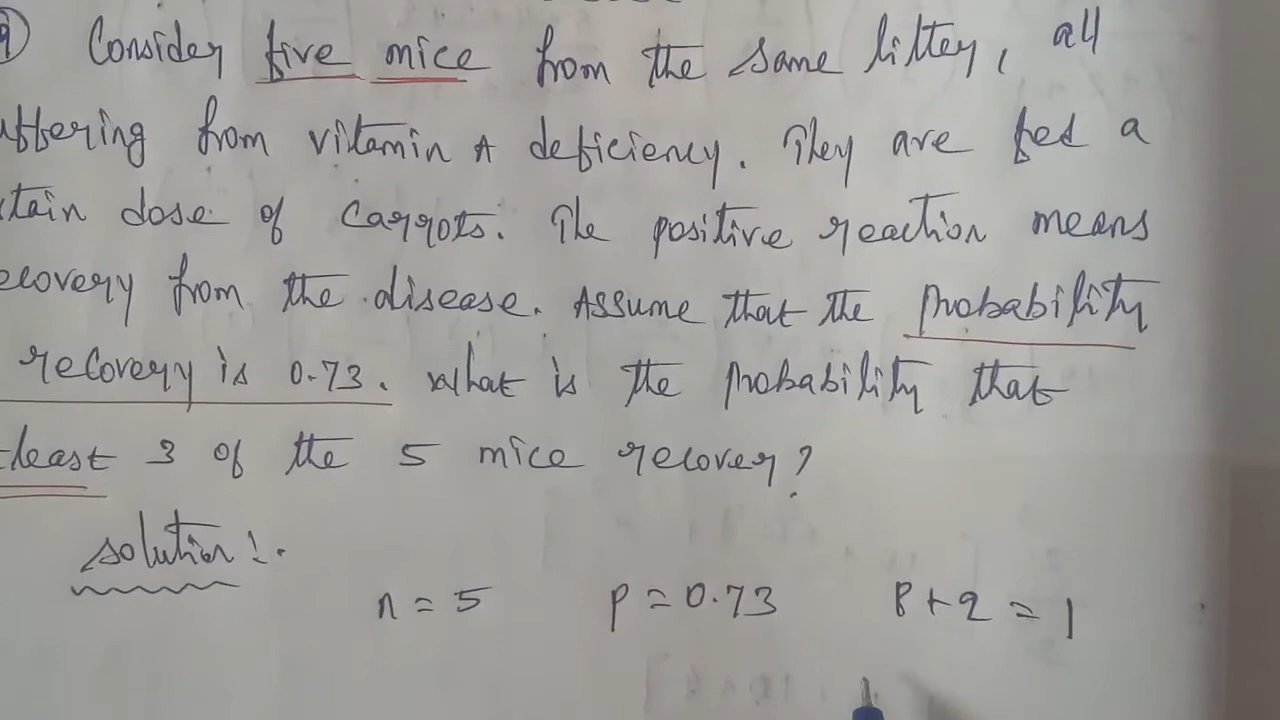 9) Consider five mice from the same litter, all
uffering from vitamin A deficiency. They are fed a
tain dose of carrots. The positive reaction means
ecovery from the disease. Assume that the probability
recovery is 0.73. What is the probability that
tleast 3 of the 5 mice recover?
Solution:-
n = 5 p = 0.73 p + q = 1